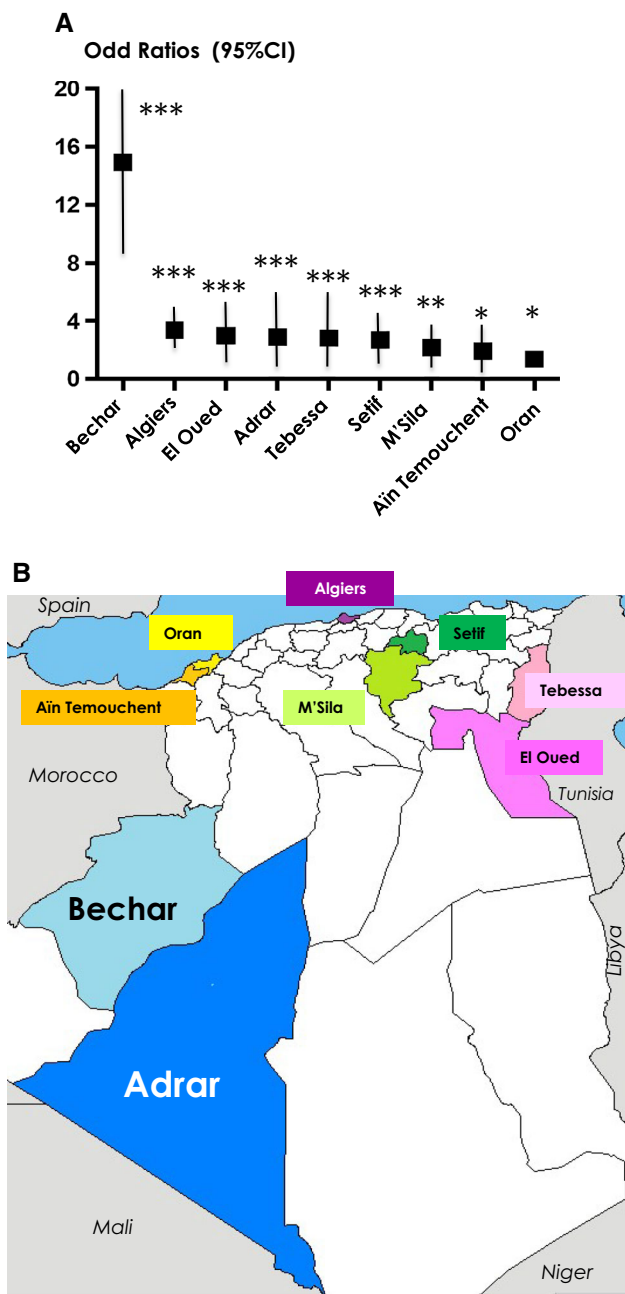 A
Odd Ratios (95%CI)
20
16
12
8
4
0
***
***
***
***
***
***
**
*
*
Bechar
Algiers
El Oued
Adrar
Tebessa
Setif
M'Sila
Aïn Temouchent
Oran
B
Algiers
Spain
Oran
Setif
Aïn Temouchent
M'Sila
Tebessa
Morocco
El Oued
Tunisia
Bechar
Libya
Adrar
Mali
Niger